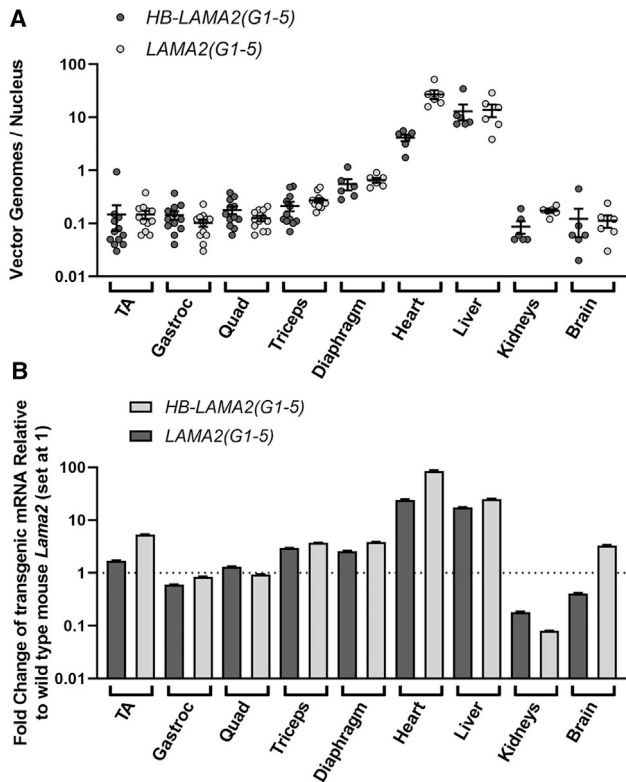 A
HB-LAMA2(G1-5)
LAMA2(G1-5)
Vector Genomes / Nucleus
100
10
1
0.1
0.01
TA
Gastroc
Quad
Triceps
Diaphragm
Heart
Liver
Kidneys
Brain
B
HB-LAMA2(G1-5)
LAMA2(G1-5)
Fold Change of transgenic mRNA Relative
to wild type mouse Lama2 (set at 1)
100
10
1
0.1
0.01
TA
Gastroc
Quad
Triceps
Diaphragm
Heart
Liver
Kidneys
Brain